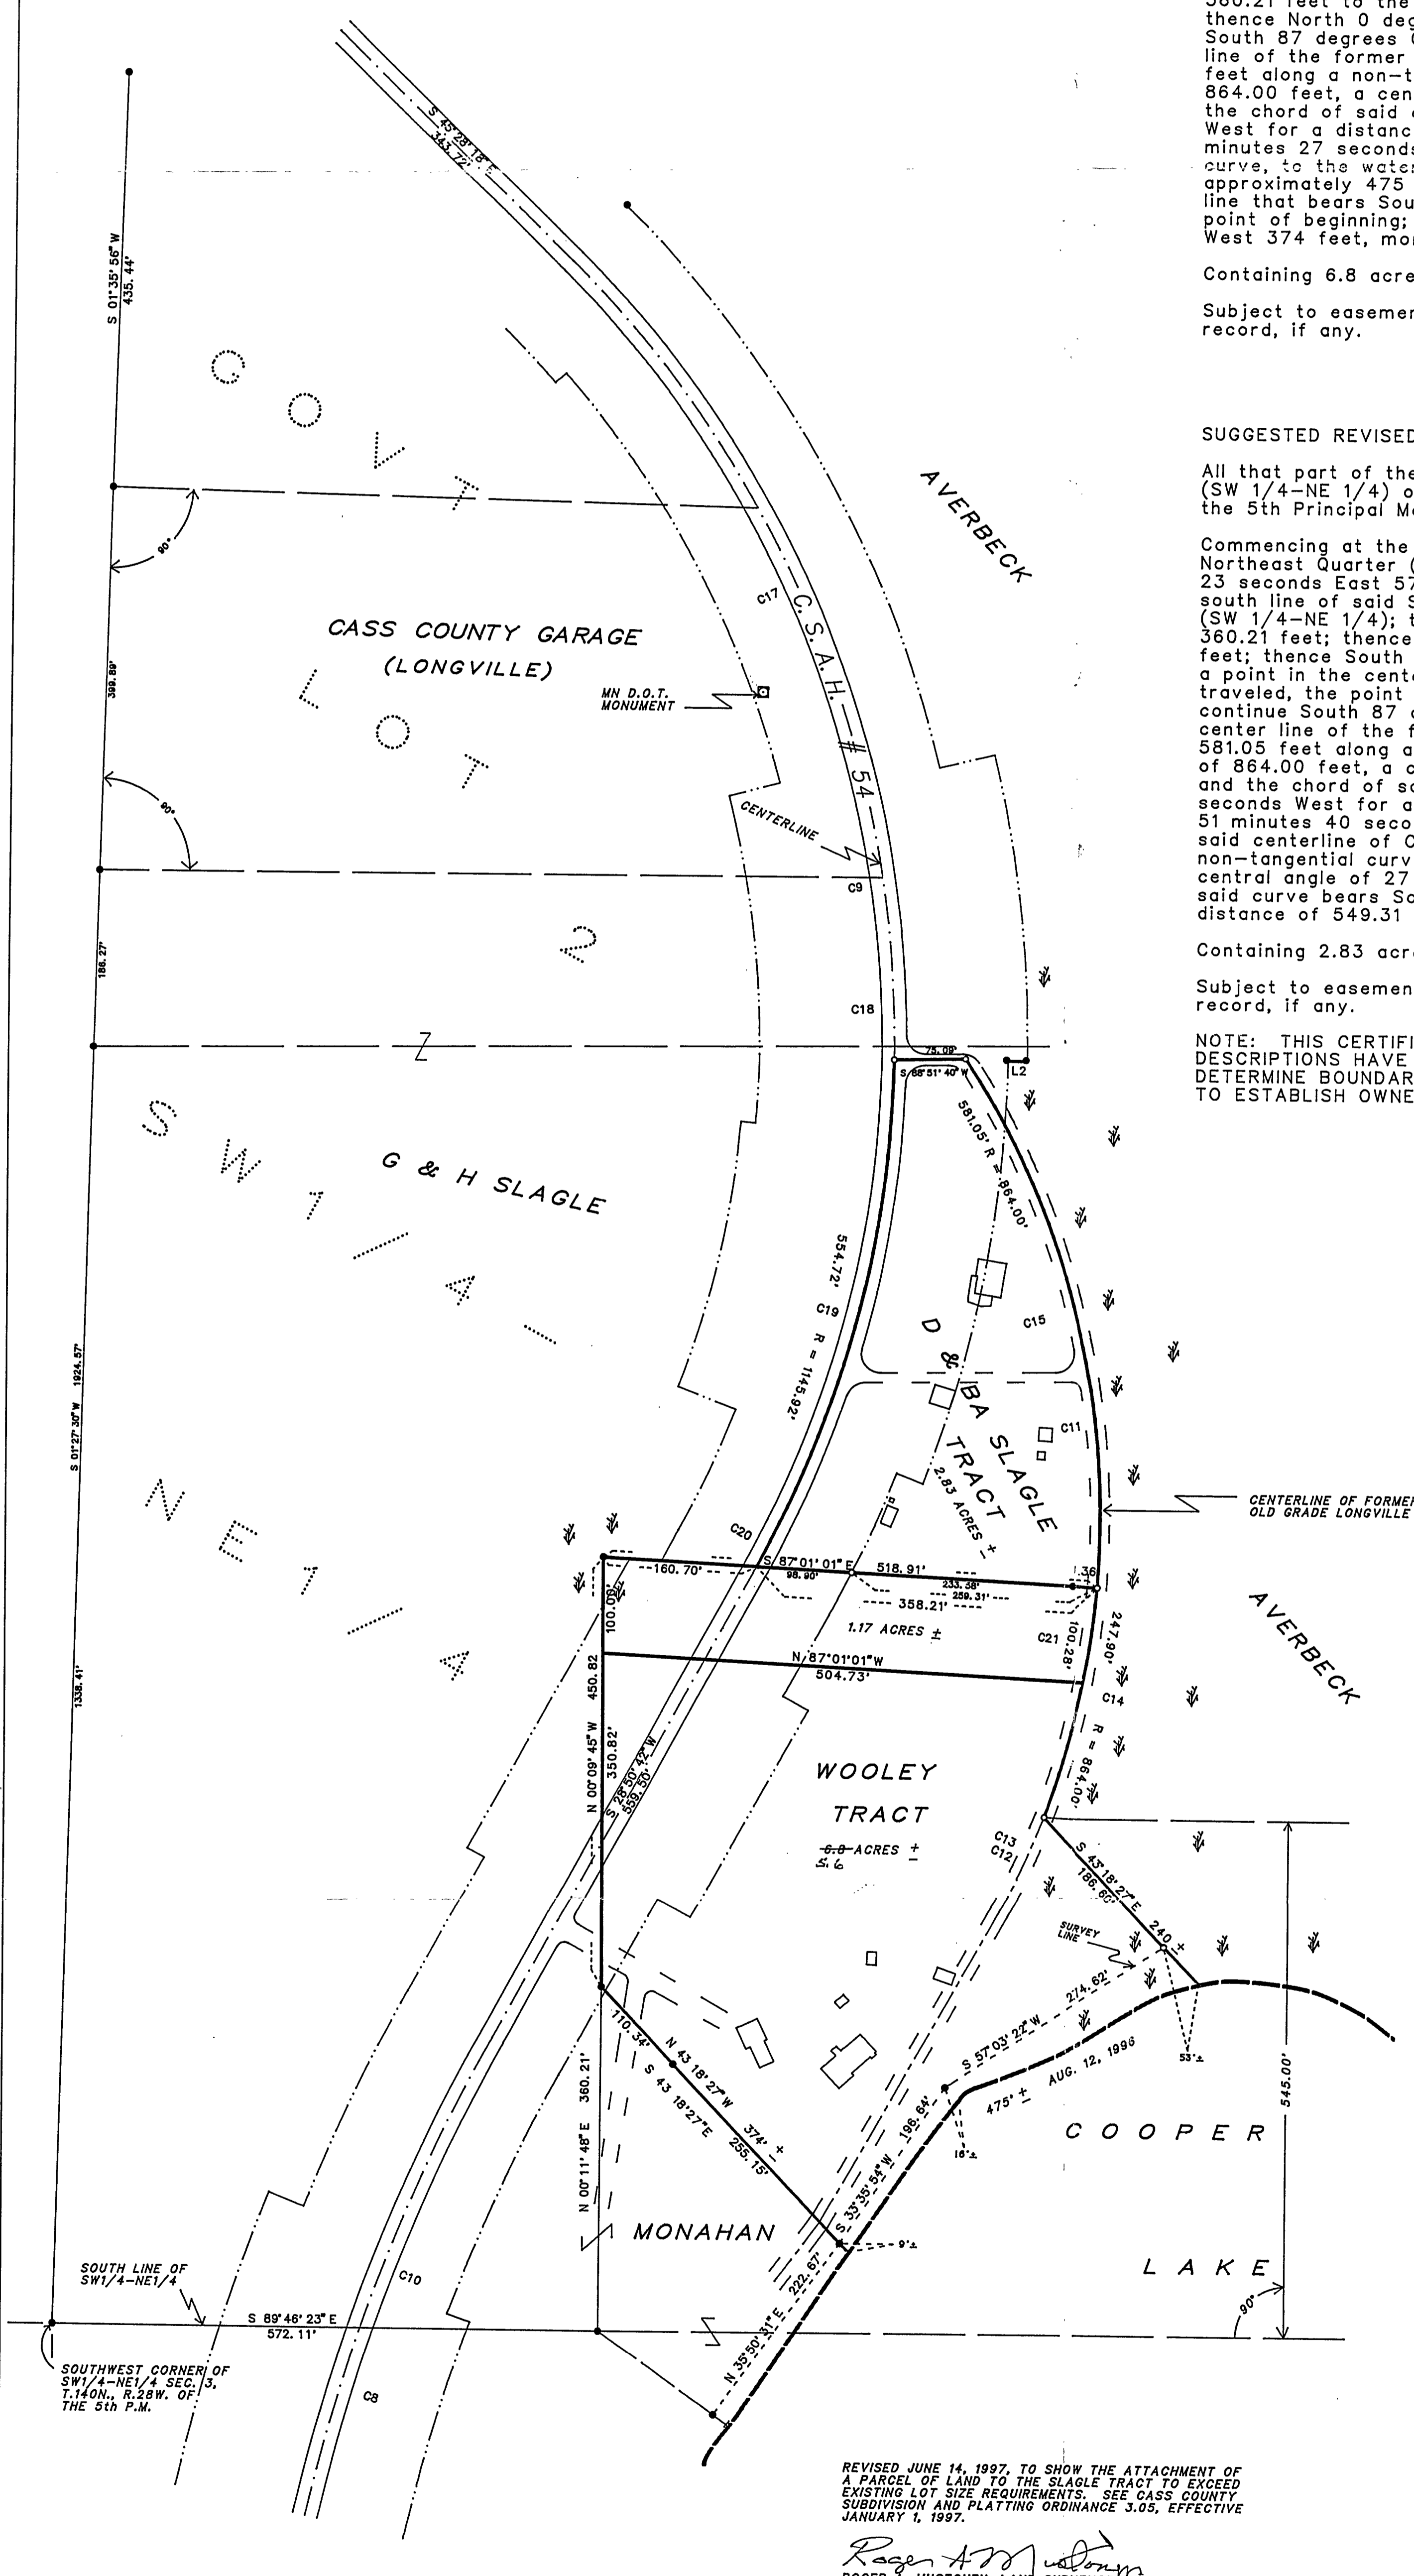 360.21 feet to the
thence North 0 deg
South 87 degrees
line of the former
feet along a non-t
864.00 feet, a cen
the chord of said
West for a distanc
minutes 27 seconds
curve, to the water
approximately 475
line that bears Sou
point of beginning;
West 374 feet, mor
Containing 6.8 acre
Subject to easemen
record, if any.
SUGGESTED REVISED
All that part of the
(SW 1/4-NE 1/4) o
the 5th Principal Me
Commencing at the
Northeast Quarter (
23 seconds East 57
south line of said S
(SW 1/4-NE 1/4); t
360.21 feet; thence
feet; thence South
a point in the cente
traveled, the point
continue South 87 d
center line of the f
581.05 feet along a
of 864.00 feet, a c
and the chord of sa
seconds West for a
51 minutes 40 seco
said centerline of C
non-tangential curv
central angle of 27
said curve bears So
distance of 549.31
Containing 2.83 acr
Subject to easemen
record, if any.
NOTE: THIS CERTIFI
DESCRIPTIONS HAVE
DETERMINE BOUNDAR
TO ESTABLISH OWNE
S 45°28'18" E
343.72'
S 01°35'56" W
435.44'
GOVT
LOT
2
AVERBECK
90°
C17
CASS COUNTY GARAGE
(LONGVILLE)
MN D.O.T.
MONUMENT
C. S. A. H. # 54
399.89'
90°
CENTERLINE
C9
186.27'
C18
75.09'
S 88°51'40" W
L2
SW1/4
NE1/4
G & H SLAGLE
581.05' R = 864.00'
554.72' C19 R = 1145.92'
C15
D & BA SLAGLE
TRACT
2.83 ACRES ±
C11
S 01°27'30" W 1924.57'
CENTERLINE OF FORMER
OLD GRADE LONGVILLE
C20
160.70'
S 87°01'01" E
98.90'
518.91'
233.38'
259.31'
358.21'
.36
100.00'
1.17 ACRES ±
C21
100.28'
247.90'
AVERBECK
N 87°01'01" W
504.73'
C14
R = 864.00'
1338.41'
450.82
N 00°09'45" W
350.82'
S 28°50'42" W
559.50'
WOOLEY
TRACT
6.8 ACRES ±
5.6
C13
C12
S 43°18'27" E
186.60'
240 ±
SURVEY
LINE
274.62'
S 57°03'22" W
53'±
AUG. 12, 1996
475' ±
545.00'
110.34'
N 43 18'27" W
S 43 18'27" E
374' ±
255.15'
N 00°11'48" E 360.21'
196.64'
S 33°35'54" W
16'±
COOPER
LAKE
MONAHAN
9'±
222.67'
N 35°50'31" E
90°
SOUTH LINE OF
SW1/4-NE1/4
C10
S 89°46'23" E
572.11'
SOUTHWEST CORNER OF
SW1/4-NE1/4 SEC. 3,
T.140N., R.28W. OF
THE 5th P.M.
C8
REVISED JUNE 14, 1997, TO SHOW THE ATTACHMENT OF
A PARCEL OF LAND TO THE SLAGLE TRACT TO EXCEED
EXISTING LOT SIZE REQUIREMENTS. SEE CASS COUNTY
SUBDIVISION AND PLATTING ORDINANCE 3.05, EFFECTIVE
JANUARY 1, 1997.
Roger A